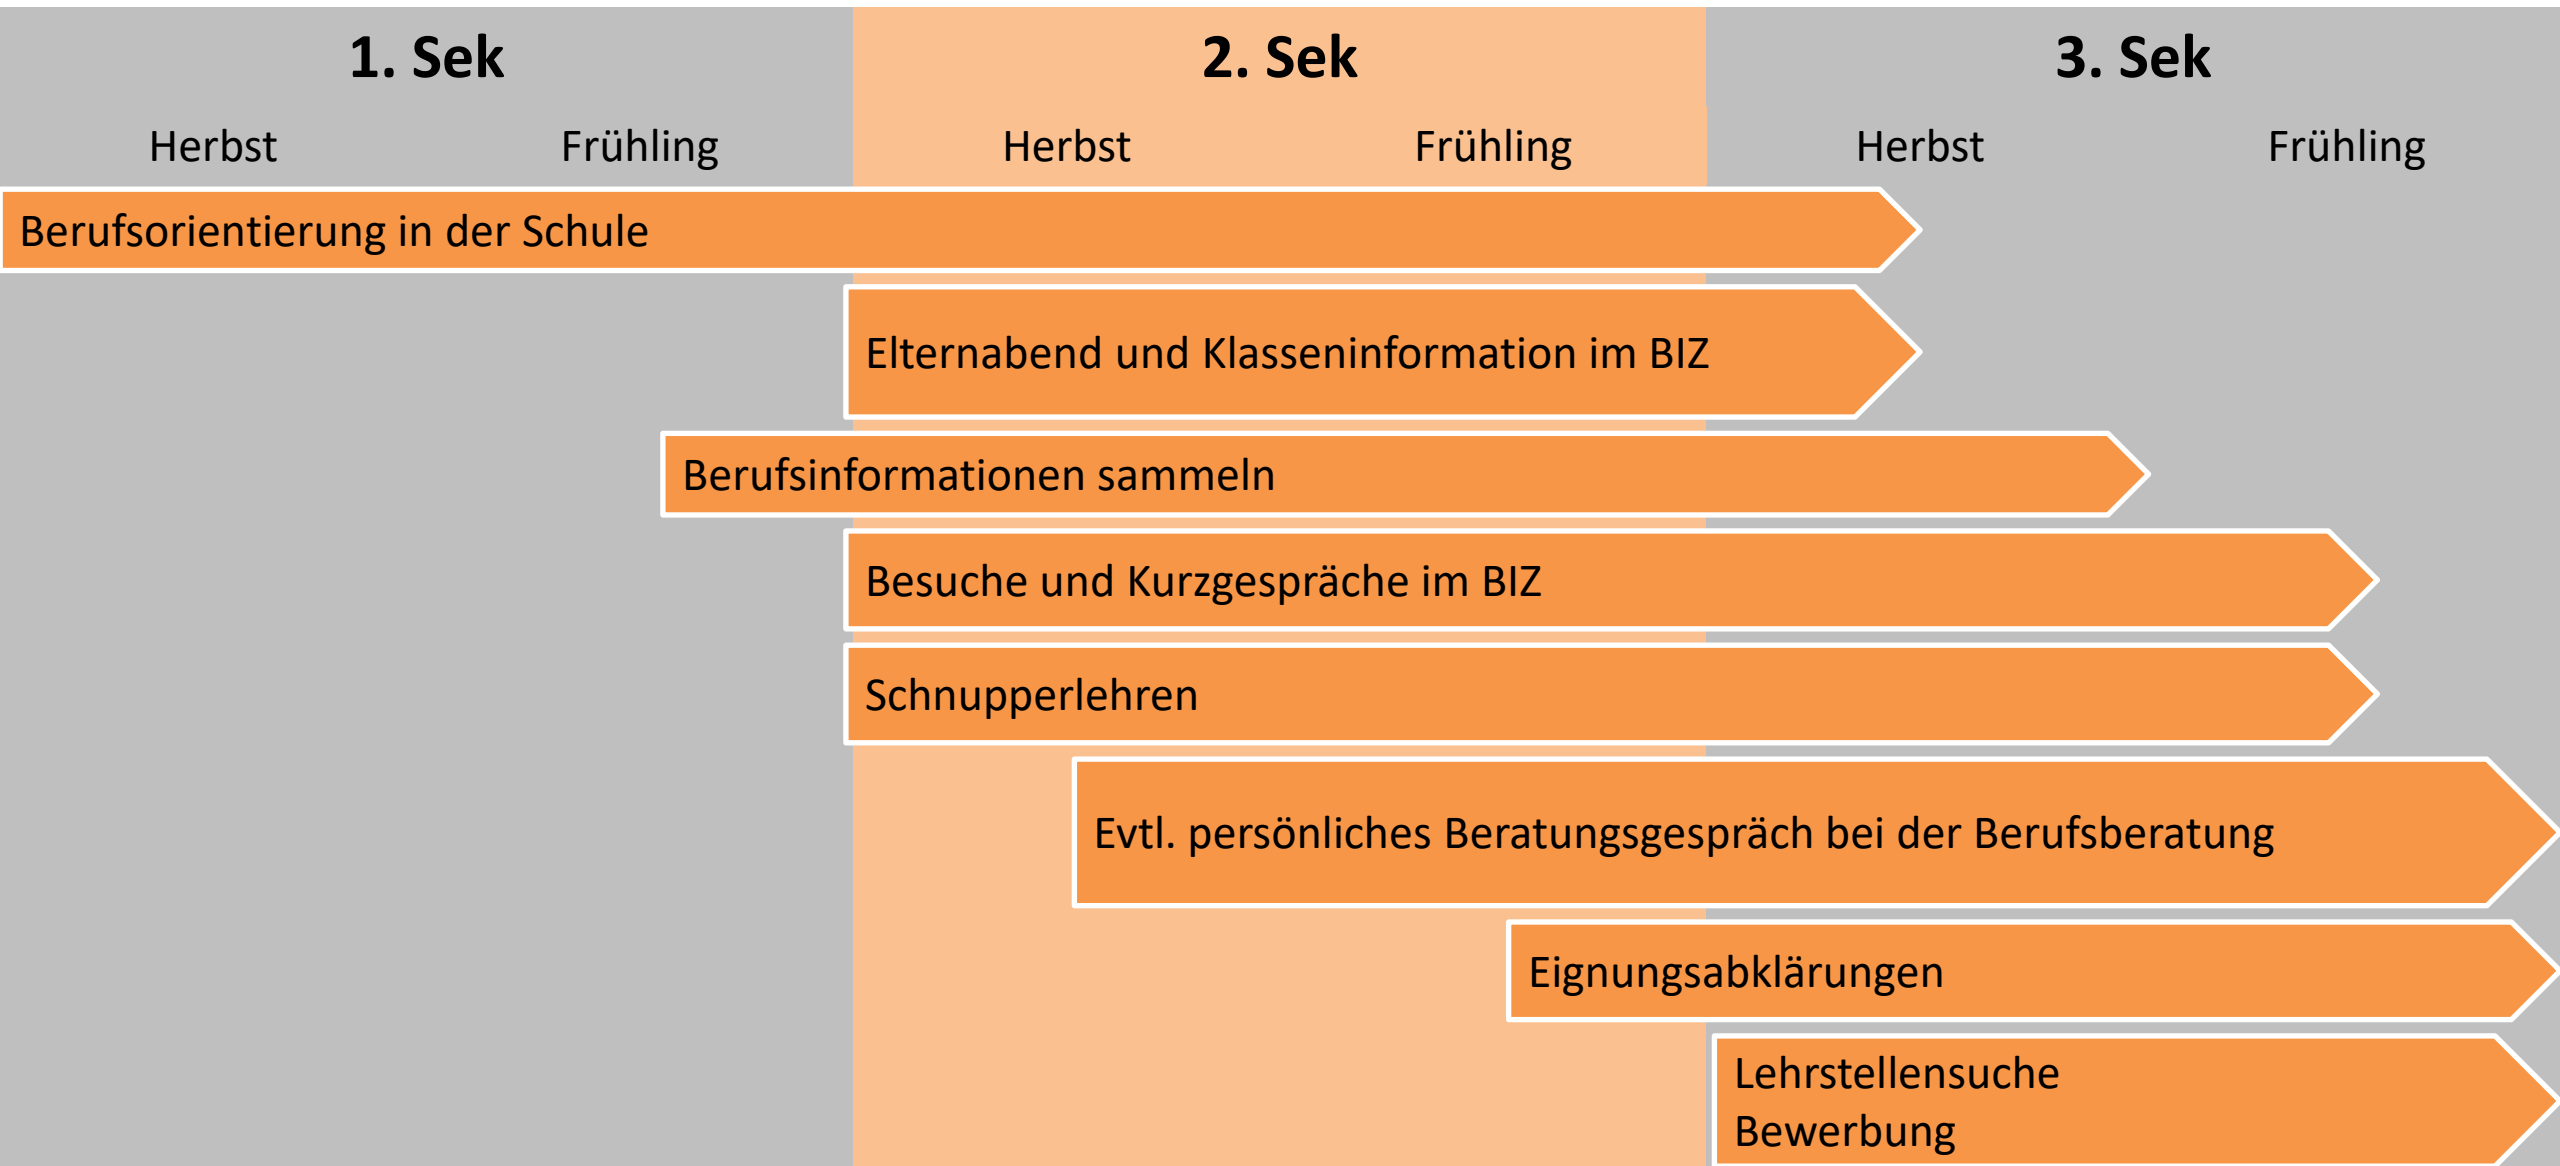 1. Sek 2. Sek 3. Sek
Herbst Frühling Herbst Frühling Herbst Frühling
Berufsorientierung in der Schule
Elternabend und Klasseninformation im BIZ
Berufsinformationen sammeln
Besuche und Kurzgespräche im BIZ
Schnupperlehren
Evtl. persönliches Beratungsgespräch bei der Berufsberatung
Eignungsabklärungen
Lehrstellensuche
Bewerbung